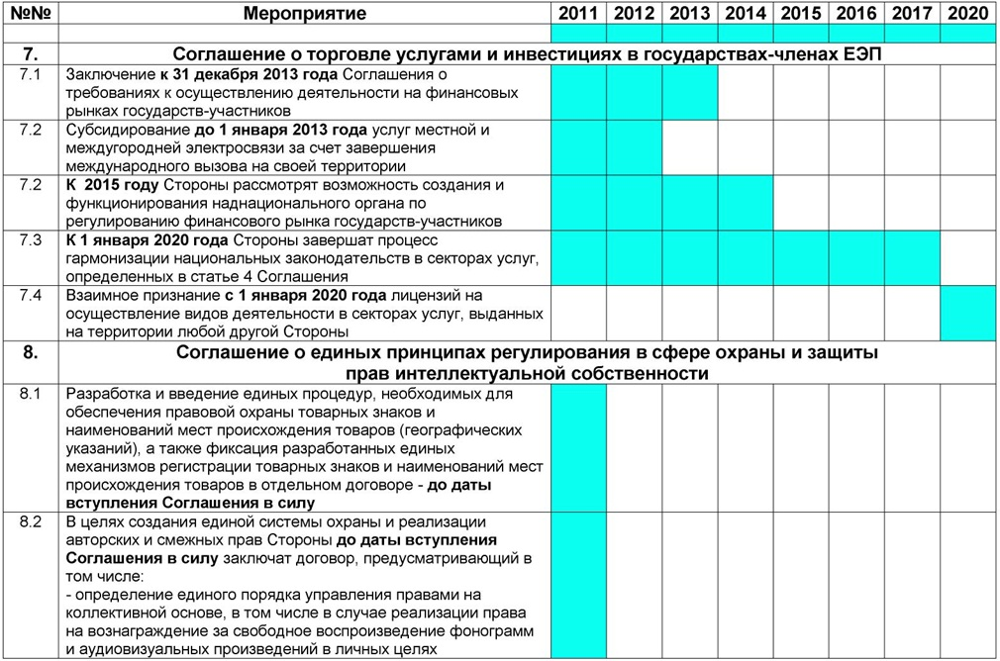 №№ Мероприятие 2011 2012 2013 2014 2015 2016 2017 2020
7. Соглашение о торговле услугами и инвестициях в государствах-членах ЕЭП
7.1 Заключение к 31 декабря 2013 года Соглашения о
требованиях к осуществлению деятельности на финансовых
рынках государств-участников
7.2 Субсидирование до 1 января 2013 года услуг местной и
междугородней электросвязи за счет завершения
международного вызова на своей территории
7.2 К 2015 году Стороны рассмотрят возможность создания и
функционирования наднационального органа по
регулированию финансового рынка государств-участников
7.3 К 1 января 2020 года Стороны завершат процесс
гармонизации национальных законодательств в секторах услуг,
определенных в статье 4 Соглашения
7.4 Взаимное признание с 1 января 2020 года лицензий на
осуществление видов деятельности в секторах услуг, выданных
на территории любой другой Стороны
8. Соглашение о единых принципах регулирования в сфере охраны и защиты
прав интеллектуальной собственности
8.1 Разработка и введение единых процедур, необходимых для
обеспечения правовой охраны товарных знаков и
наименований мест происхождения товаров (географических
указаний), а также фиксация разработанных единых
механизмов регистрации товарных знаков и наименований мест
происхождения товаров в отдельном договоре - до даты
вступления Соглашения в силу
8.2 В целях создания единой системы охраны и реализации
авторских и смежных прав Стороны до даты вступления
Соглашения в силу заключат договор, предусматривающий в
том числе:
- определение единого порядка управления правами на
коллективной основе, в том числе в случае реализации права
на вознаграждение за свободное воспроизведение фонограмм
и аудиовизуальных произведений в личных целях